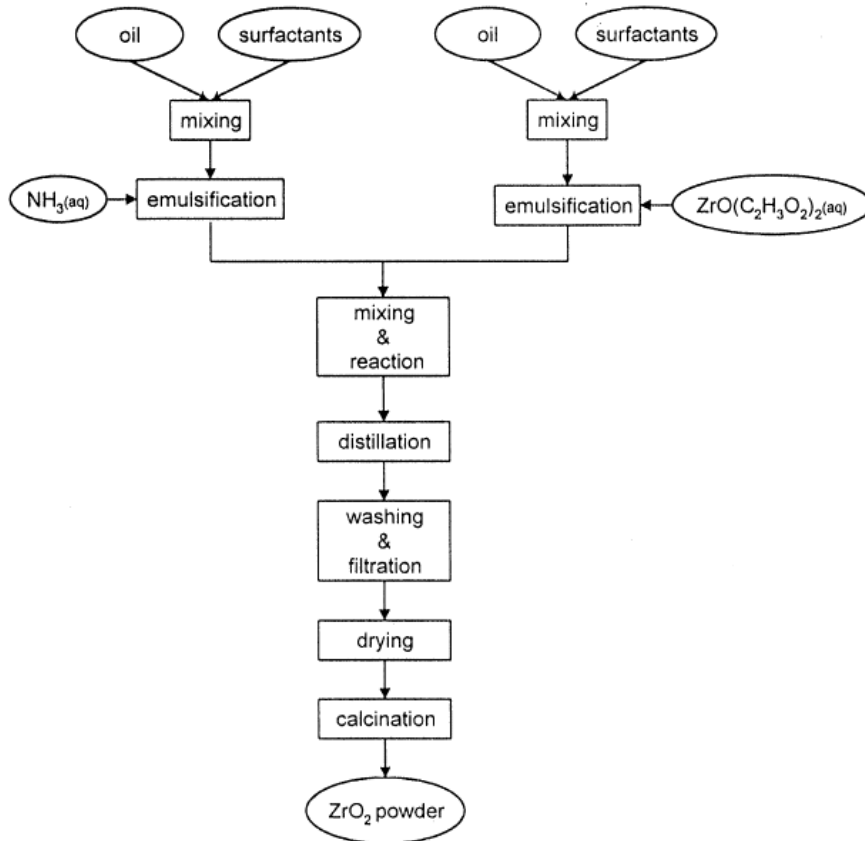 oil
surfactants
oil
surfactants
mixing
mixing
NH₃(aq)
emulsification
emulsification
ZrO(C₂H₃O₂)₂(aq)
mixing
&
reaction
distillation
washing
&
filtration
drying
calcination
ZrO₂ powder